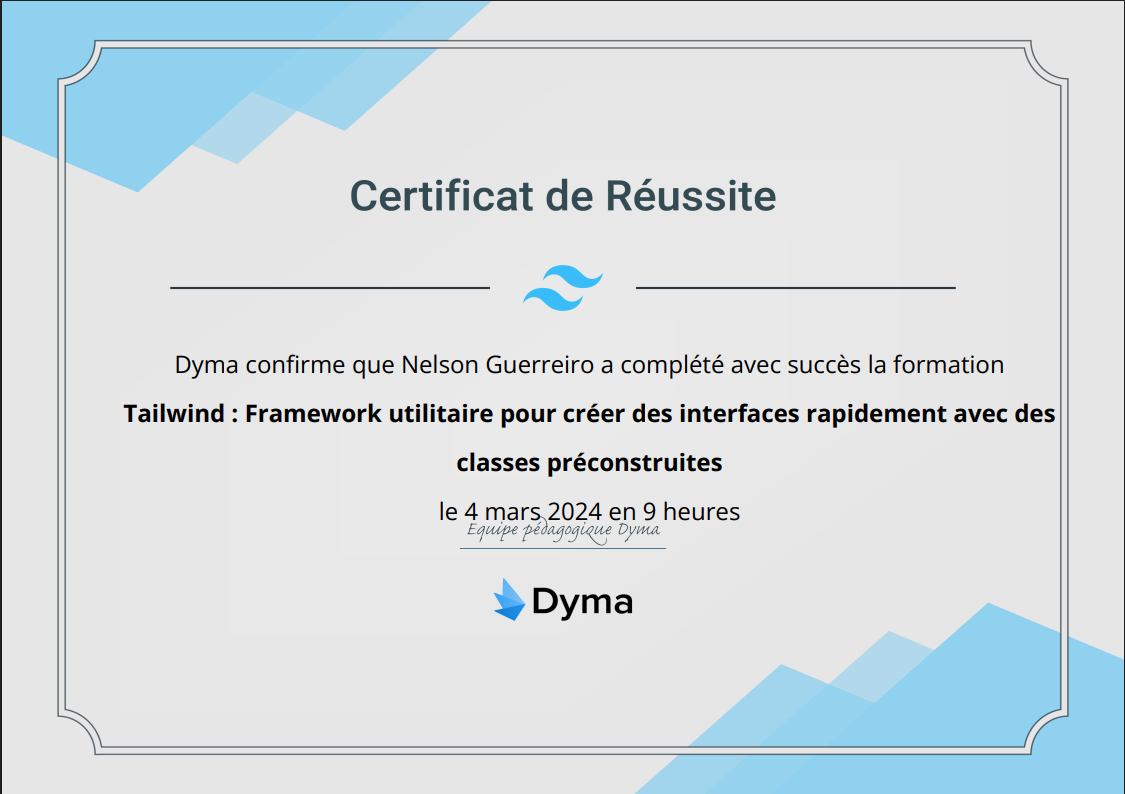 Certificat de Réussite
Dyma confirme que Nelson Guerreiro a complété avec succès la formation
Tailwind : Framework utilitaire pour créer des interfaces rapidement avec des
classes préconstruites
le 4 mars 2024 en 9 heures
Equipe pédagogique Dyma
Dyma